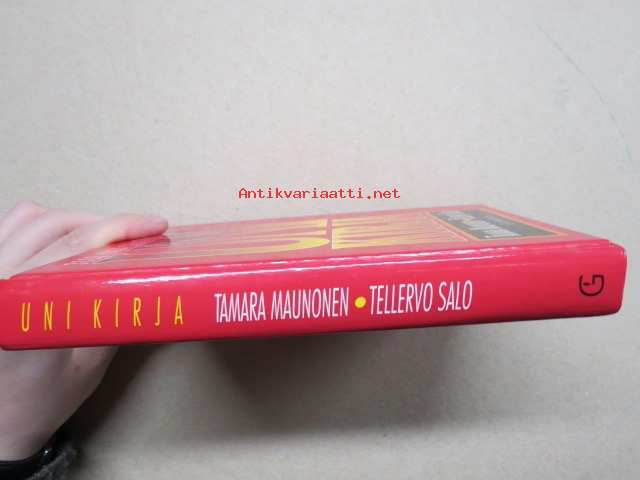 Antikvariaatti.net
UNI KIRJA TAMARA MAUNONEN • TELLERVO SALO G